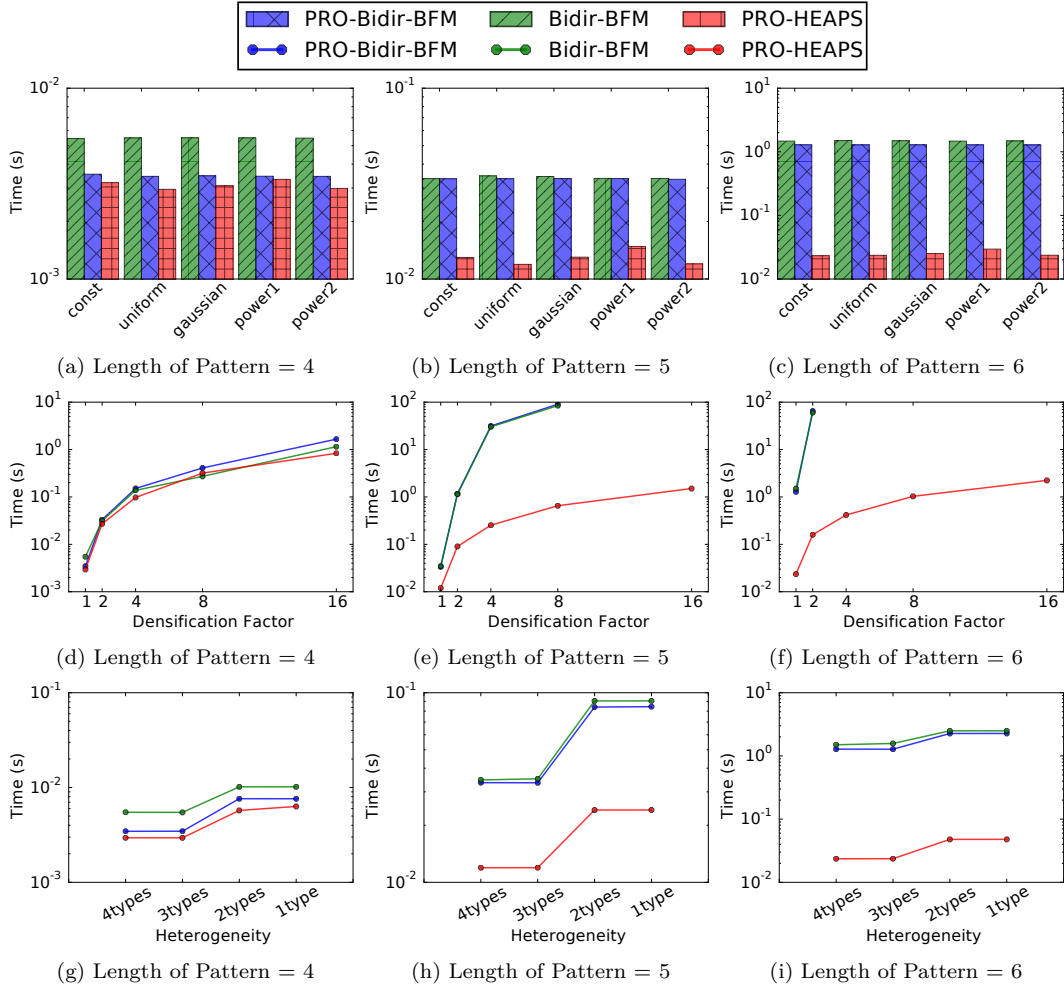 PRO-Bidir-BFM Bidir-BFM PRO-HEAPS
PRO-Bidir-BFM Bidir-BFM PRO-HEAPS
Time (s) 10^-2 10^-3 const uniform gaussian power1 power2
Time (s) 10^-1 10^-2 const uniform gaussian power1 power2
Time (s) 10^1 10^0 10^-1 10^-2 const uniform gaussian power1 power2
(a) Length of Pattern = 4
(b) Length of Pattern = 5
(c) Length of Pattern = 6
Time (s) 10^1 10^0 10^-1 10^-2 10^-3
1 2 4 8 16
Densification Factor
Time (s) 10^2 10^1 10^0 10^-1 10^-2
1 2 4 8 16
Densification Factor
Time (s) 10^2 10^1 10^0 10^-1 10^-2
1 2 4 8 16
Densification Factor
(d) Length of Pattern = 4
(e) Length of Pattern = 5
(f) Length of Pattern = 6
Time (s) 10^-1 10^-2 10^-3
4types 3types 2types 1type
Heterogeneity
Time (s) 10^-1 10^-2
4types 3types 2types 1type
Heterogeneity
Time (s) 10^1 10^0 10^-1 10^-2
4types 3types 2types 1type
Heterogeneity
(g) Length of Pattern = 4
(h) Length of Pattern = 5
(i) Length of Pattern = 6